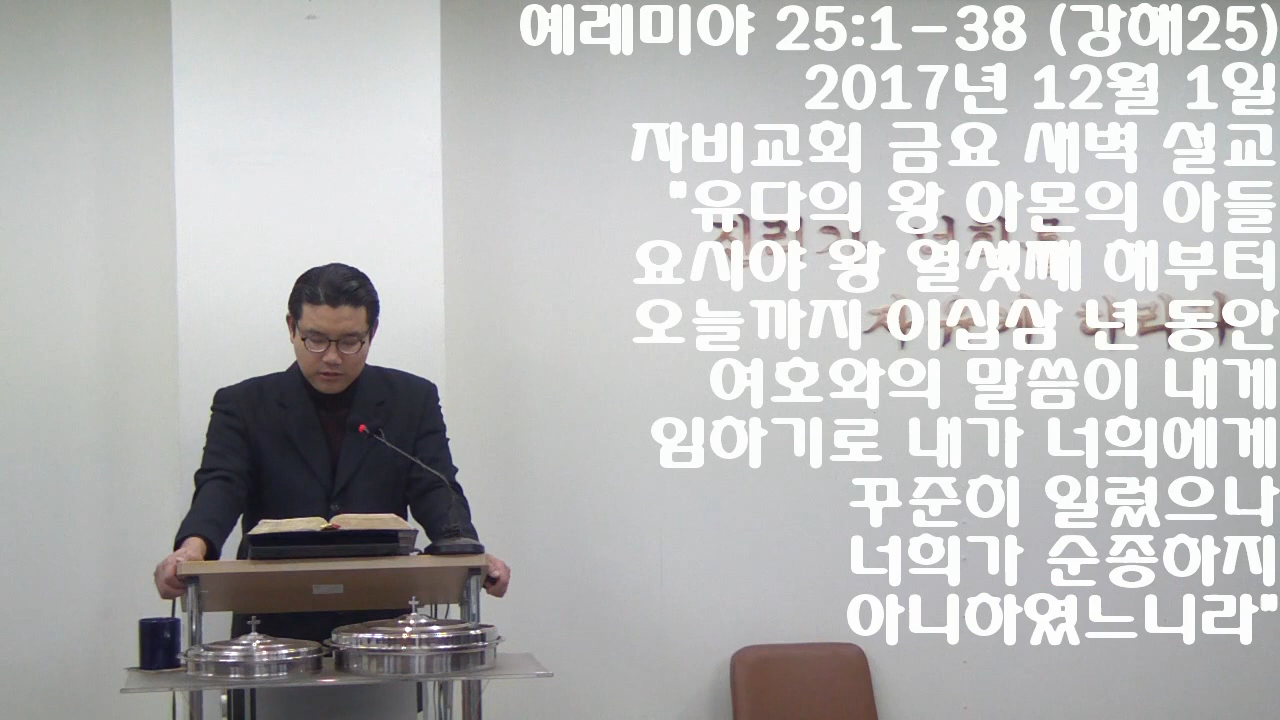 예레미야 25:1-38 (강해25)
2017년 12월 1일
자비교회 금요 새벽 설교
"유다의 왕 아몬의 아들
요시야 왕 열셋째 해부터
오늘까지 이십삼 년 동안
여호와의 말씀이 내게
임하기로 내가 너희에게
꾸준히 일렀으나
너희가 순종하지
아니하였느니라"